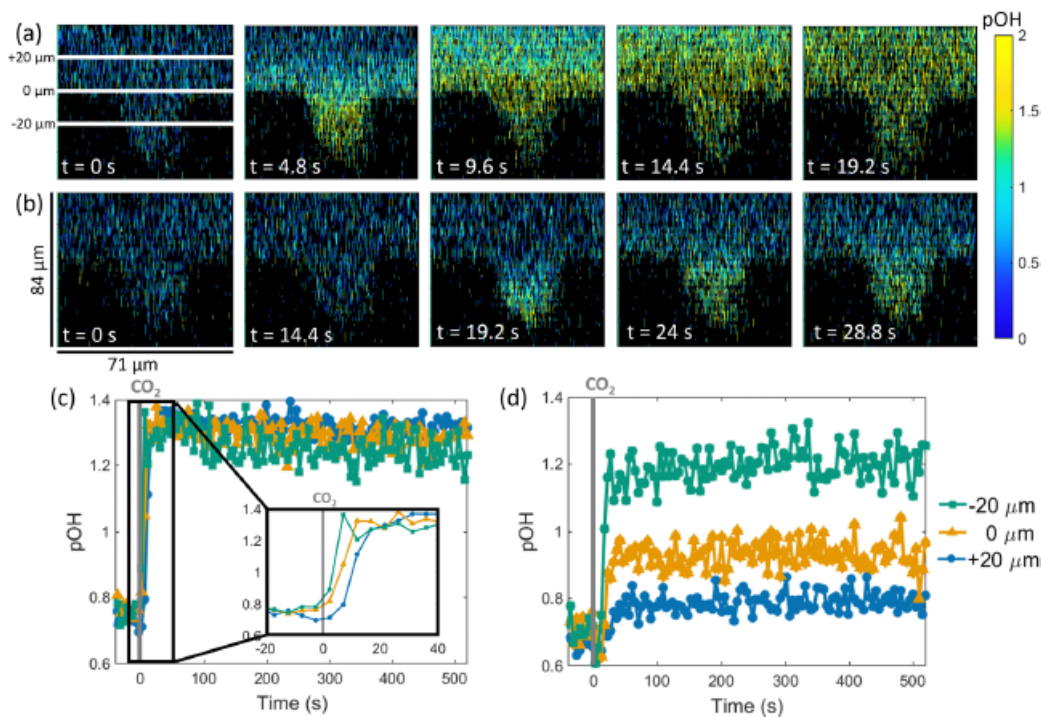 pOH
(a)
+20 μm
0 μm
-20 μm
t = 0 s
t = 4.8 s
t = 9.6 s
t = 14.4 s
t = 19.2 s
2
1.5
1
0.5
0
(b)
84 μm
t = 0 s
t = 14.4 s
t = 19.2 s
t = 24 s
t = 28.8 s
71 μm
(c)
CO2
1.4
1.2
1
0.8
0.6
pOH
0
100
200
300
400
500
Time (s)
CO2
1.4
1.2
1
0.8
0.6
-20
0
20
40
(d)
CO2
1.4
1.2
1
0.8
0.6
pOH
0
100
200
300
400
500
Time (s)
-20 μm
0 μm
+20 μm